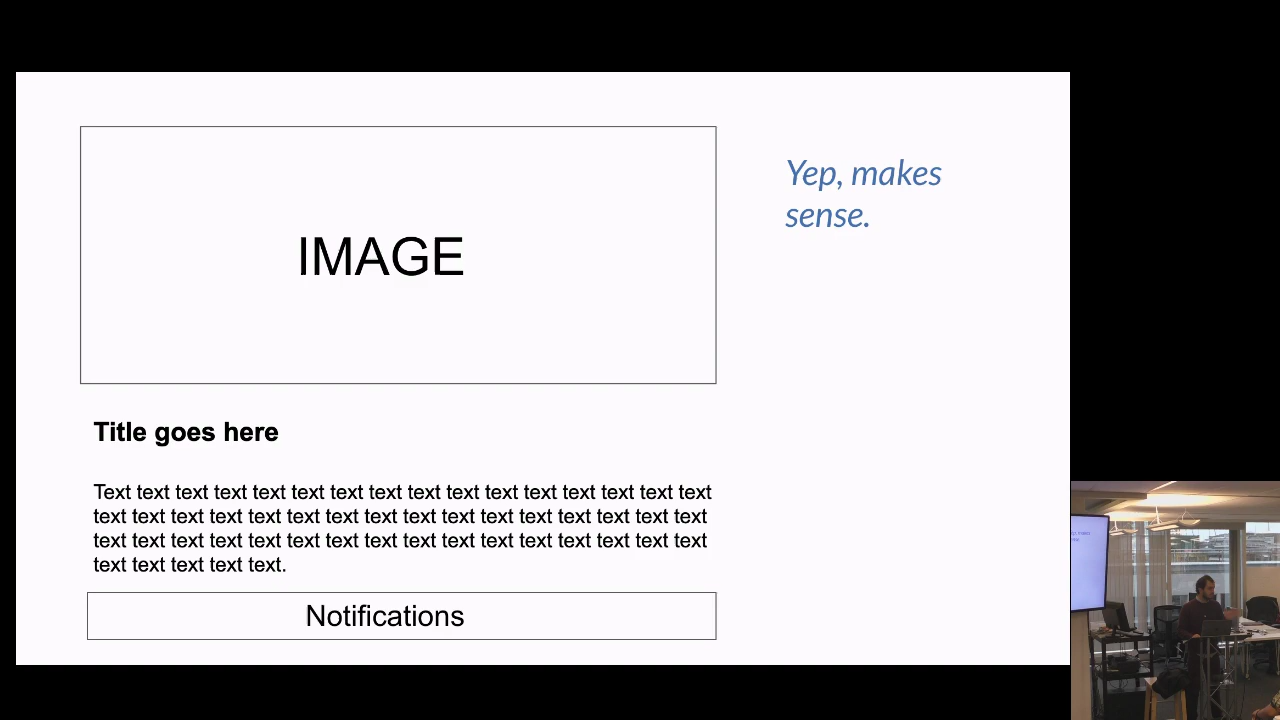 IMAGE
Yep, makes
sense.
Title goes here
Text text text text text text text text text text text text text text text text
text text text text text text text text text text text text text text text text
text text text text text text text text text text text text text text text text
text text text text text.
Notifications